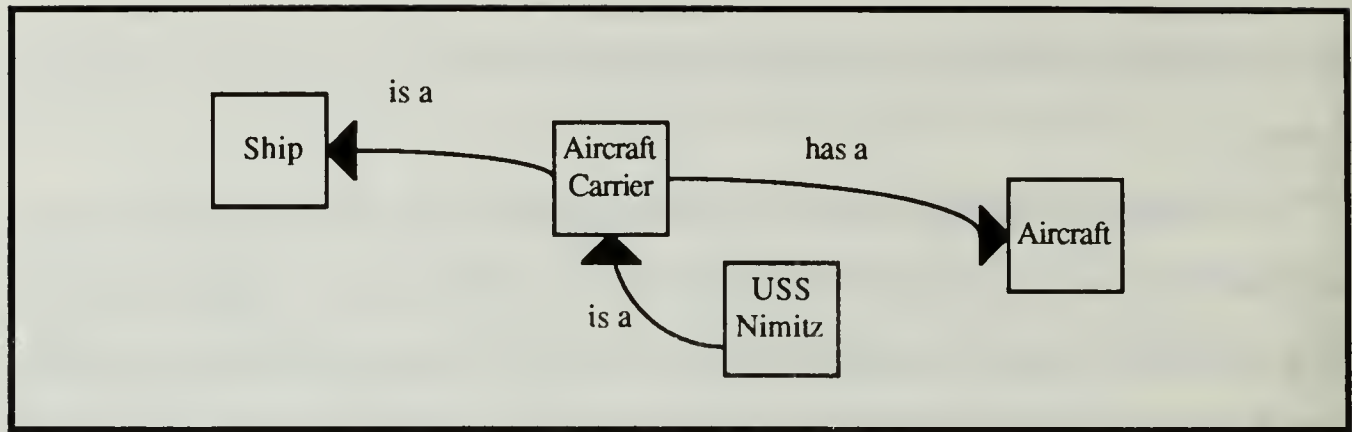 is a
Ship
Aircraft
Carrier
has a
Aircraft
USS
Nimitz
is a